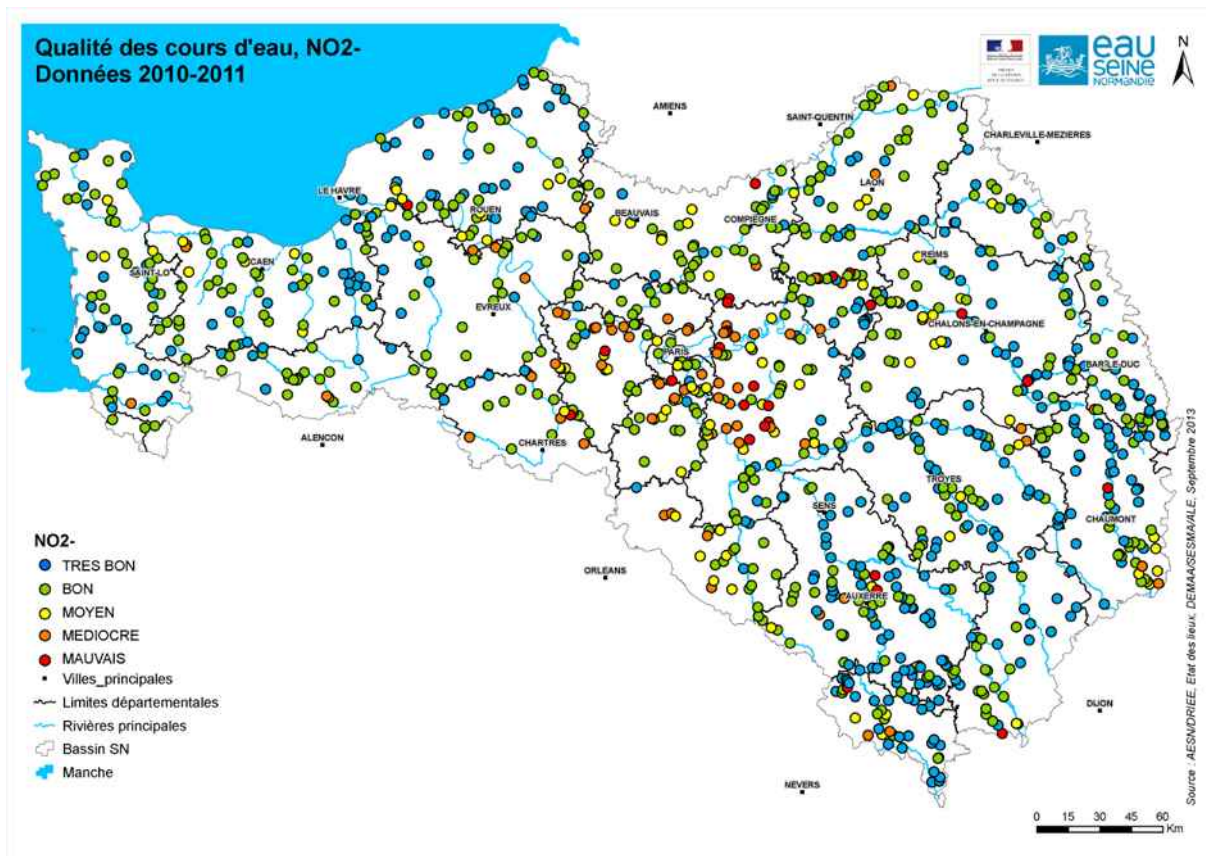 Qualité des cours d'eau, NO2-
Données 2010-2011
eau
SEINE
NORMANDIE
N
AMIENS
SAINT-QUENTIN
CHARLEVILLE-MEZIERES
LAON
LE HAVRE
ROUEN
BEAUVAIS
COMPIEGNE
SAINT-LO
CAEN
REIMS
EVREUX
CHALONS-EN-CHAMPAGNE
PARIS
BAR-LE-DUC
ALENCON
CHARTRES
TROYES
SENS
CHAUMONT
ORLEANS
AUXERRE
DIJON
NEVERS
NO2-
TRES BON
BON
MOYEN
MEDIOCRE
MAUVAIS
Villes_principales
Limites départementales
Rivières principales
Bassin SN
Manche
0 15 30 45 60
Km
Source : AESN/DRIEE, Etat des lieux, DEMAA/SESMA/ALE, Septembre 2013